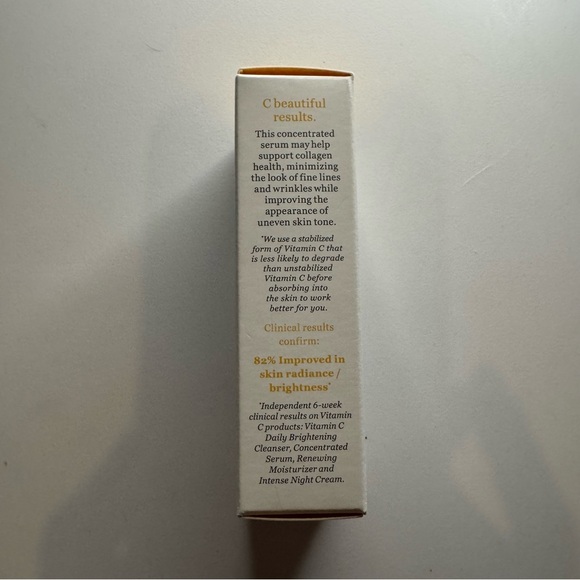 C beautiful
results.
This concentrated
serum may help
support collagen
health, minimizing
the look of fine lines
and wrinkles while
improving the
appearance of
uneven skin tone.
*We use a stabilized
form of Vitamin C that
is less likely to degrade
than unstabilized
Vitamin C before
absorbing into
the skin to work
better for you.
Clinical results
confirm:
82% Improved in
skin radiance /
brightness*
*Independent 6-week
clinical results on Vitamin
C products: Vitamin C
Daily Brightening
Cleanser, Concentrated
Serum, Renewing
Moisturizer and
Intense Night Cream.